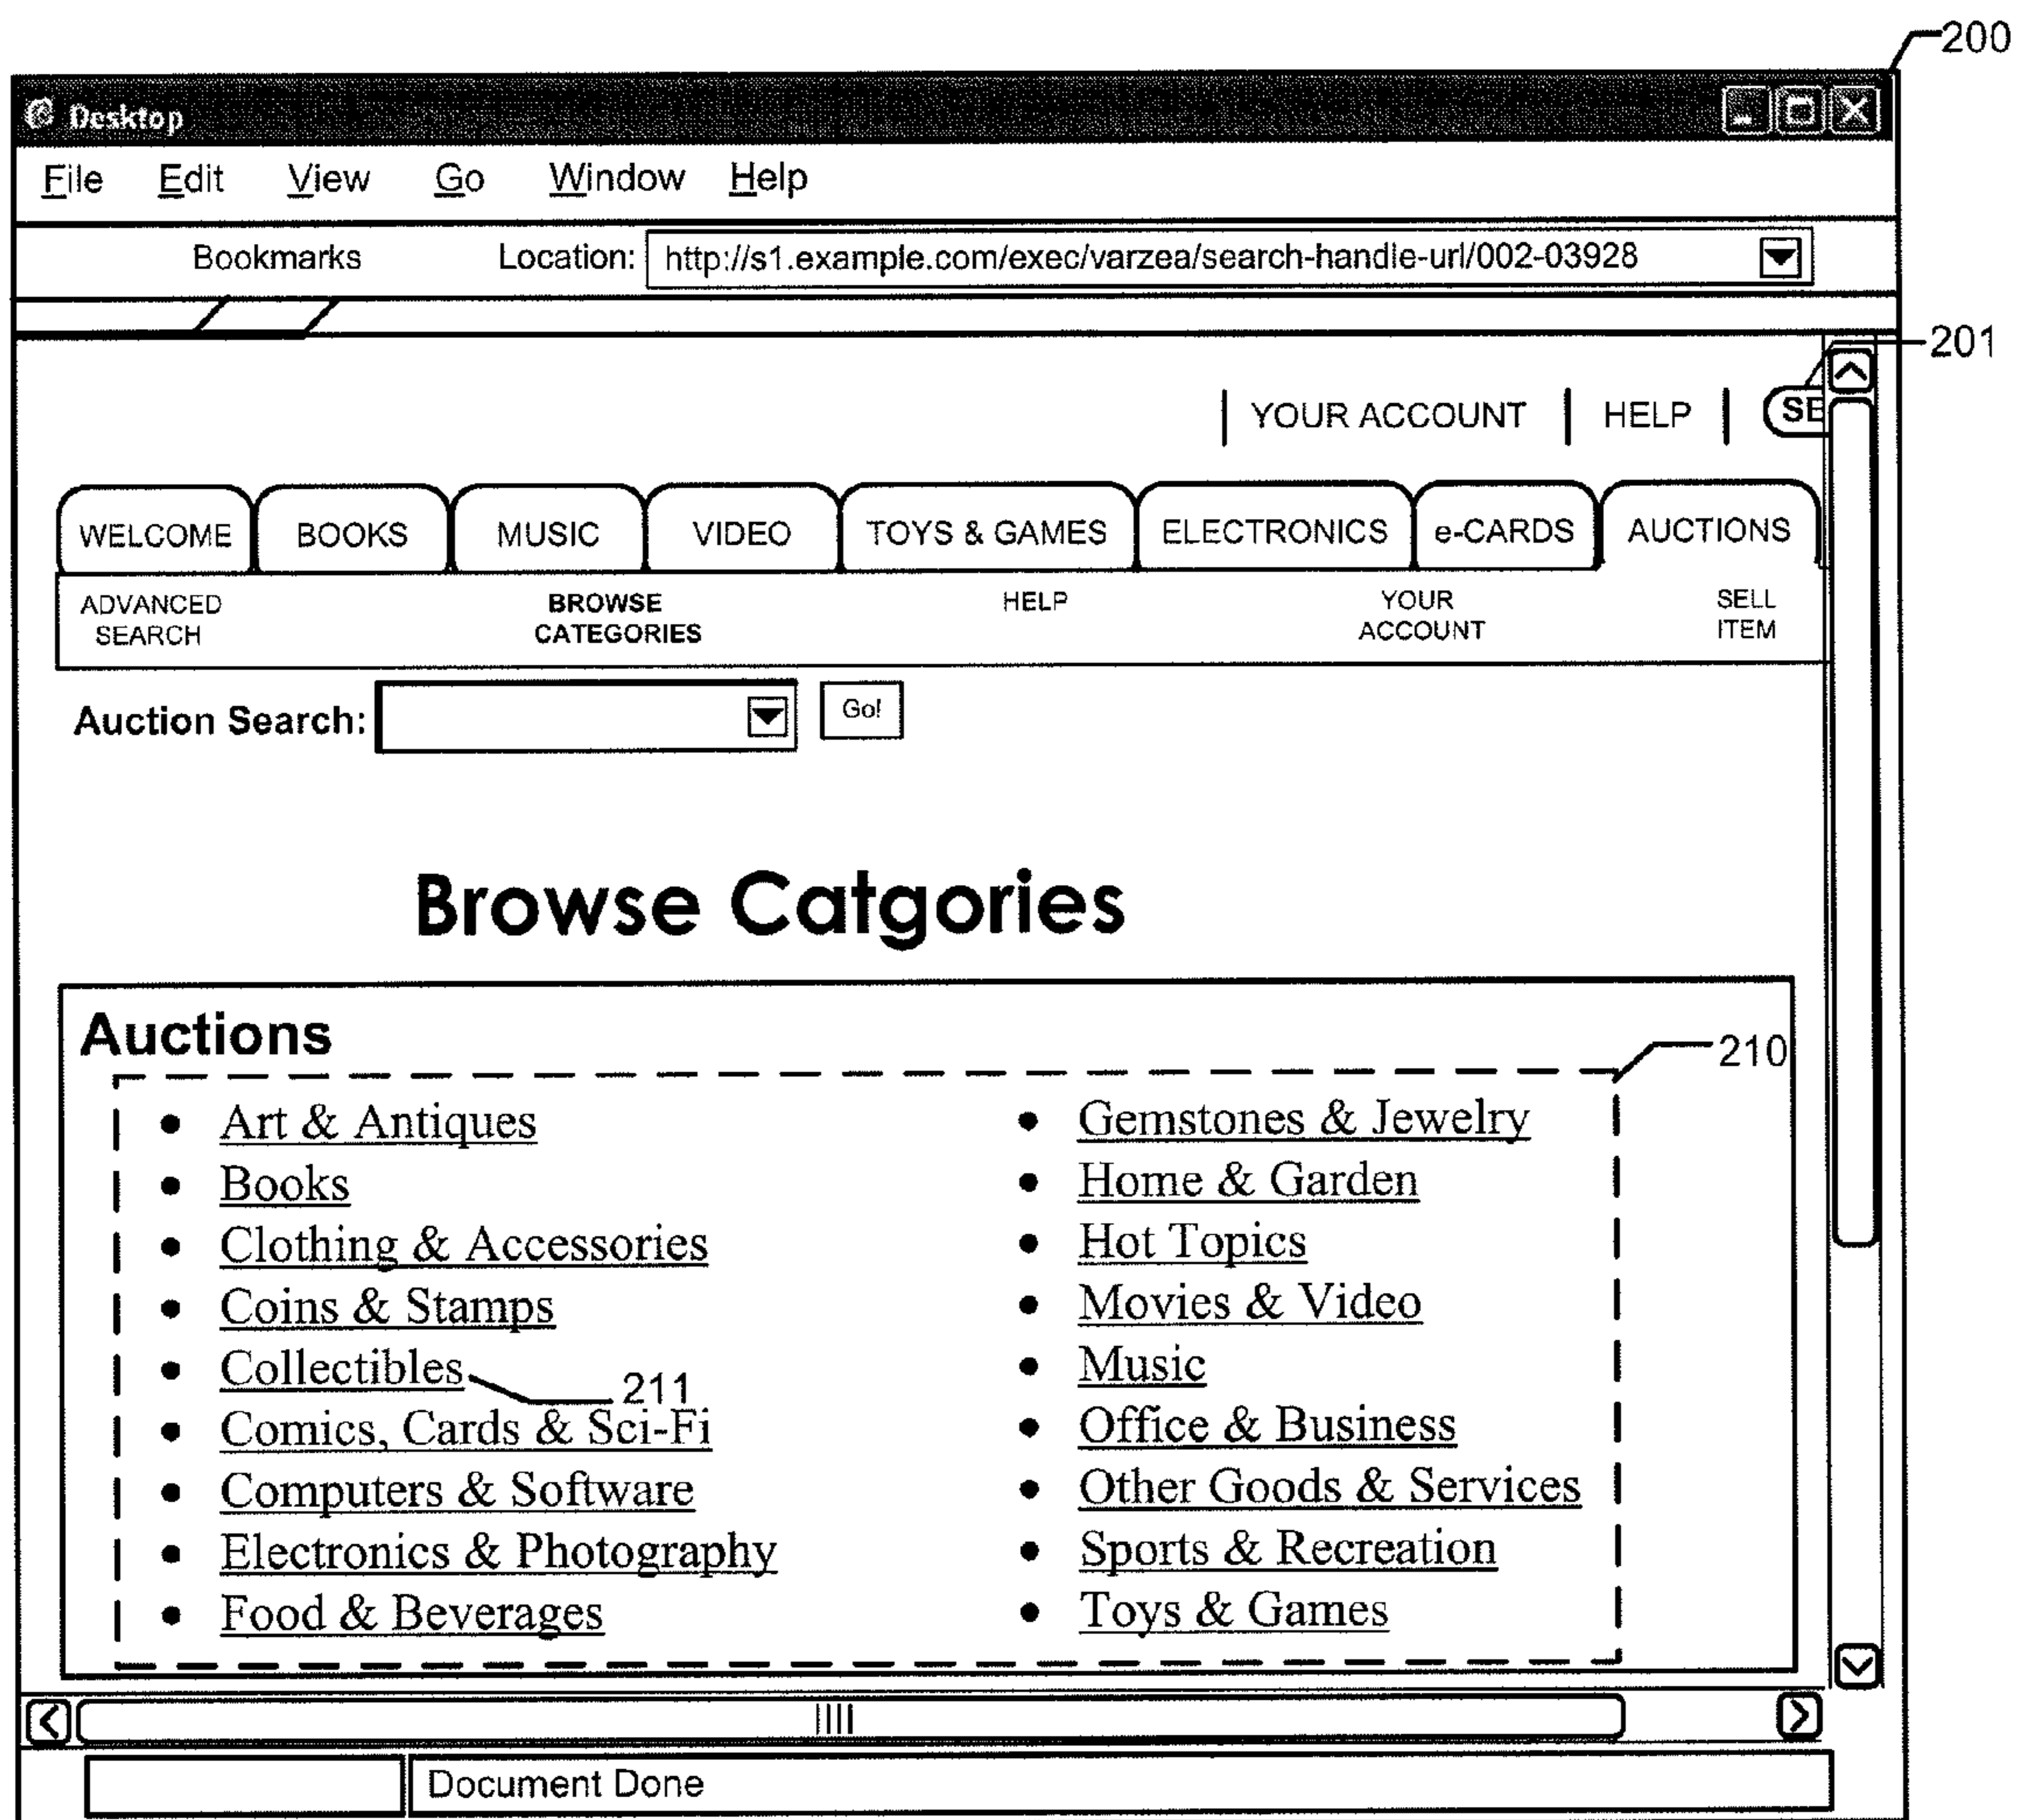 200
Desktop
File Edit View Go Window Help
Bookmarks Location: http://s1.example.com/exec/varzea/search-handle-url/002-03928
201
YOUR ACCOUNT HELP SE
WELCOME BOOKS MUSIC VIDEO TOYS & GAMES ELECTRONICS e-CARDS AUCTIONS
ADVANCED SEARCH
BROWSE CATEGORIES
HELP
YOUR ACCOUNT
SELL ITEM
Auction Search: Go!
Browse Catgories
Auctions
210
Art & Antiques
Books
Clothing & Accessories
Coins & Stamps
Collectibles 211
Comics, Cards & Sci-Fi
Computers & Software
Electronics & Photography
Food & Beverages
Gemstones & Jewelry
Home & Garden
Hot Topics
Movies & Video
Music
Office & Business
Other Goods & Services
Sports & Recreation
Toys & Games
Document Done